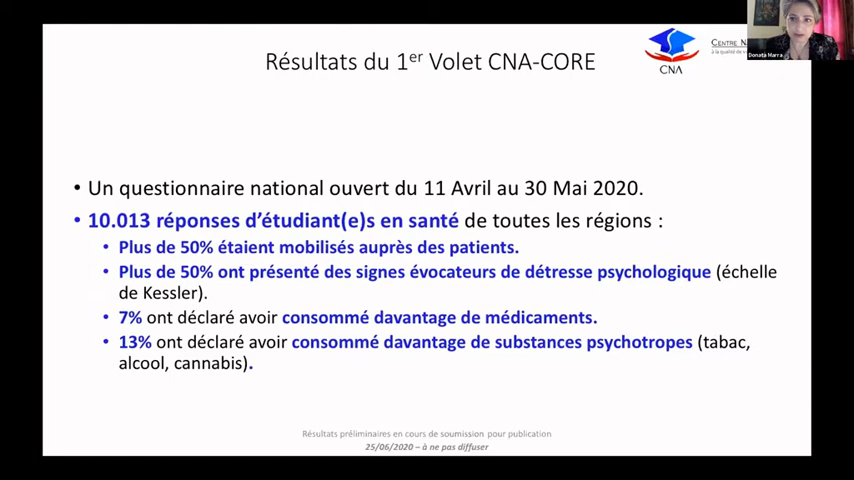 Résultats du 1er Volet CNA-CORE
CNA
CENTRE N
Donata Marra
• Un questionnaire national ouvert du 11 Avril au 30 Mai 2020.
• 10.013 réponses d'étudiant(e)s en santé de toutes les régions :
• Plus de 50% étaient mobilisés auprès des patients.
• Plus de 50% ont présenté des signes évocateurs de détresse psychologique (échelle
de Kessler).
• 7% ont déclaré avoir consommé davantage de médicaments.
• 13% ont déclaré avoir consommé davantage de substances psychotropes (tabac,
alcool, cannabis).
Résultats préliminaires en cours de soumission pour publication
25/06/2020 – à ne pas diffuser